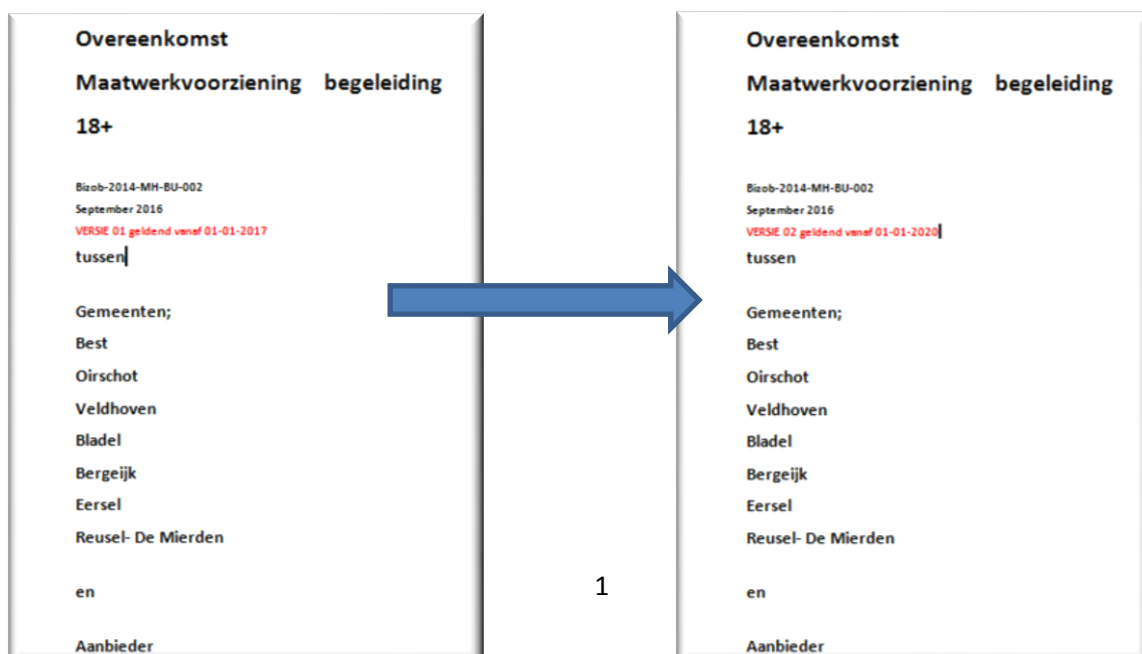 Overeenkomst
Maatwerkvoorziening begeleiding
18+
Bizob-2014-MH-BU-002
September 2016
VERSIE 01 geldend vanaf 01-01-2017
tussen
Gemeenten;
Best
Oirschot
Veldhoven
Bladel
Bergeijk
Eersel
Reusel- De Mierden
en
Aanbieder
1
Overeenkomst
Maatwerkvoorziening begeleiding
18+
Bizob-2014-MH-BU-002
September 2016
VERSIE 02 geldend vanaf 01-01-2020
tussen
Gemeenten;
Best
Oirschot
Veldhoven
Bladel
Bergeijk
Eersel
Reusel- De Mierden
en
Aanbieder